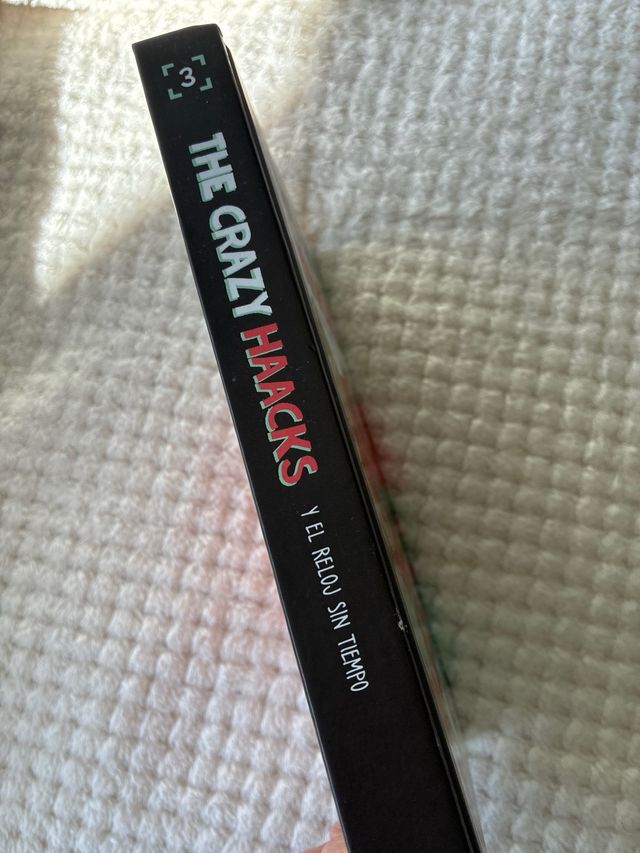 3
THE CRAZY HAACKS
Y EL RELOJ SIN TIEMPO